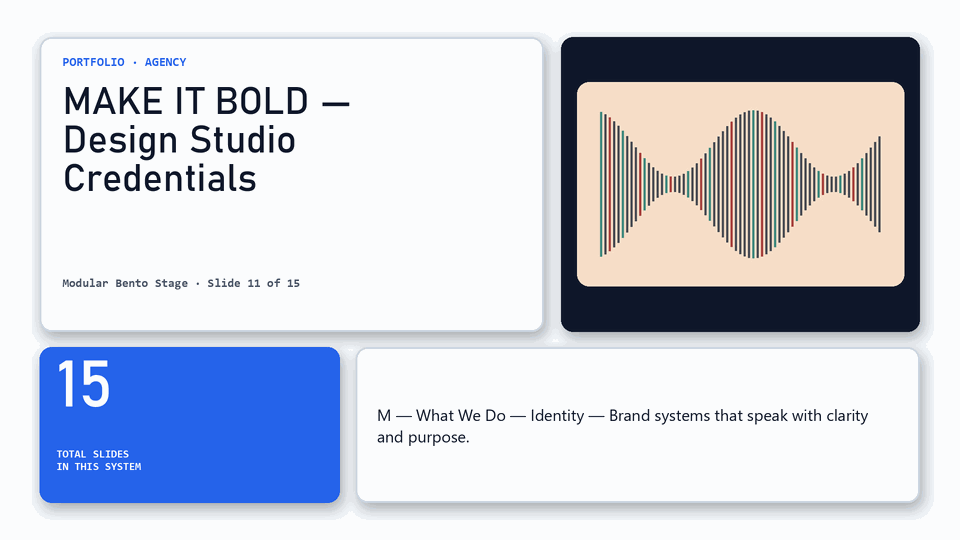 PORTFOLIO · AGENCY
MAKE IT BOLD —
Design Studio
Credentials
Modular Bento Stage · Slide 11 of 15
15
TOTAL SLIDES
IN THIS SYSTEM
M — What We Do — Identity — Brand systems that speak with clarity
and purpose.